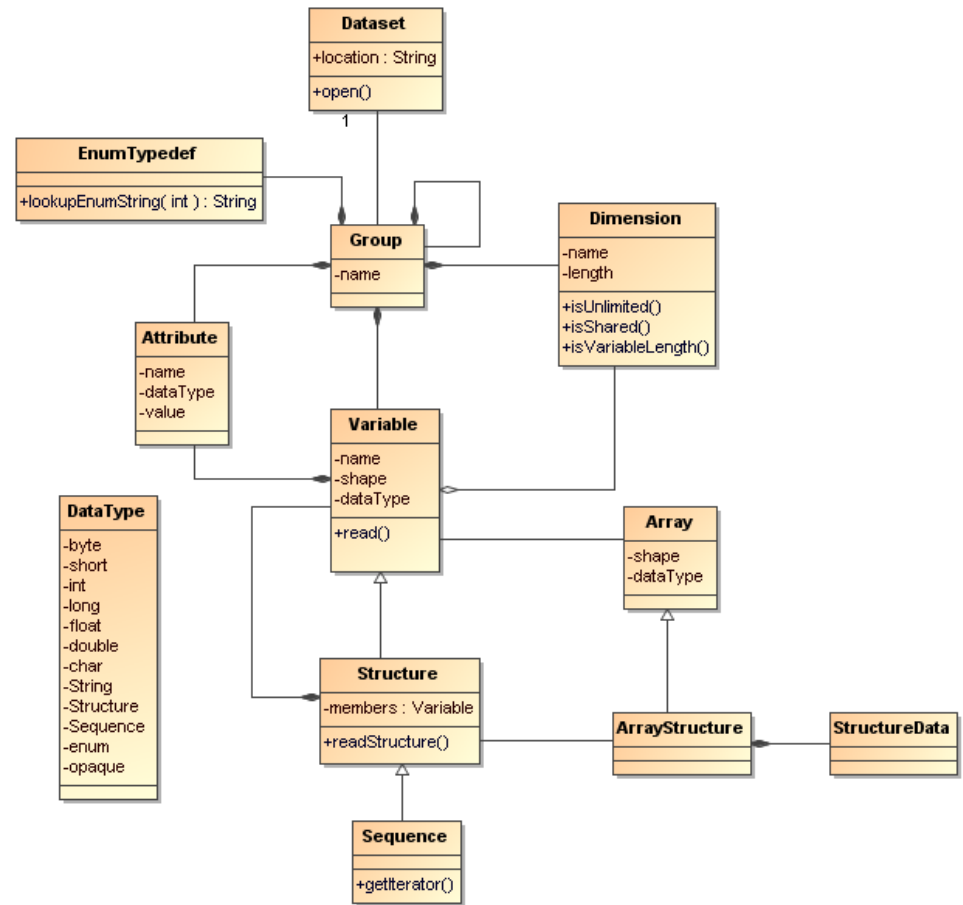 Dataset
+location : String
+open()
1
EnumTypedef
+lookupEnumString( int ) : String
Group
-name
Dimension
-name
-length
+isUnlimited()
+isShared()
+isVariableLength()
Attribute
-name
-dataType
-value
Variable
-name
-shape
-dataType
+read()
DataType
-byte
-short
-int
-long
-float
-double
-char
-String
-Structure
-Sequence
-enum
-opaque
Array
-shape
-dataType
Structure
-members : Variable
+readStructure()
ArrayStructure
StructureData
Sequence
+getIterator()